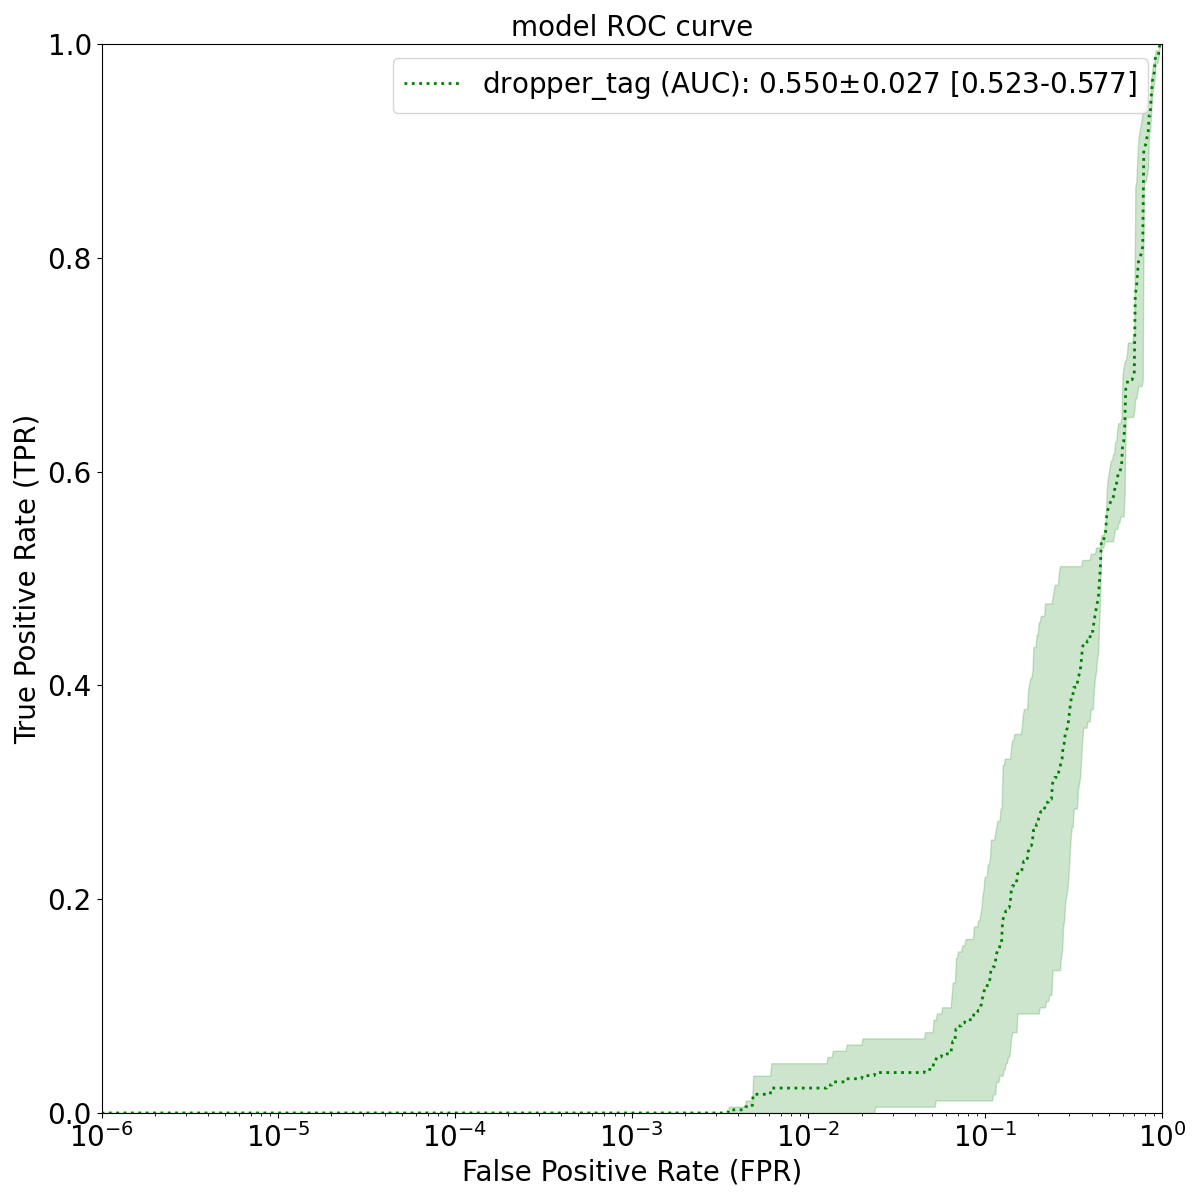 model ROC curve
dropper_tag (AUC): 0.550±0.027 [0.523-0.577]
1.0
0.8
0.6
0.4
0.2
0.0
True Positive Rate (TPR)
10⁻⁶ 10⁻⁵ 10⁻⁴ 10⁻³ 10⁻² 10⁻¹ 10⁰
False Positive Rate (FPR)